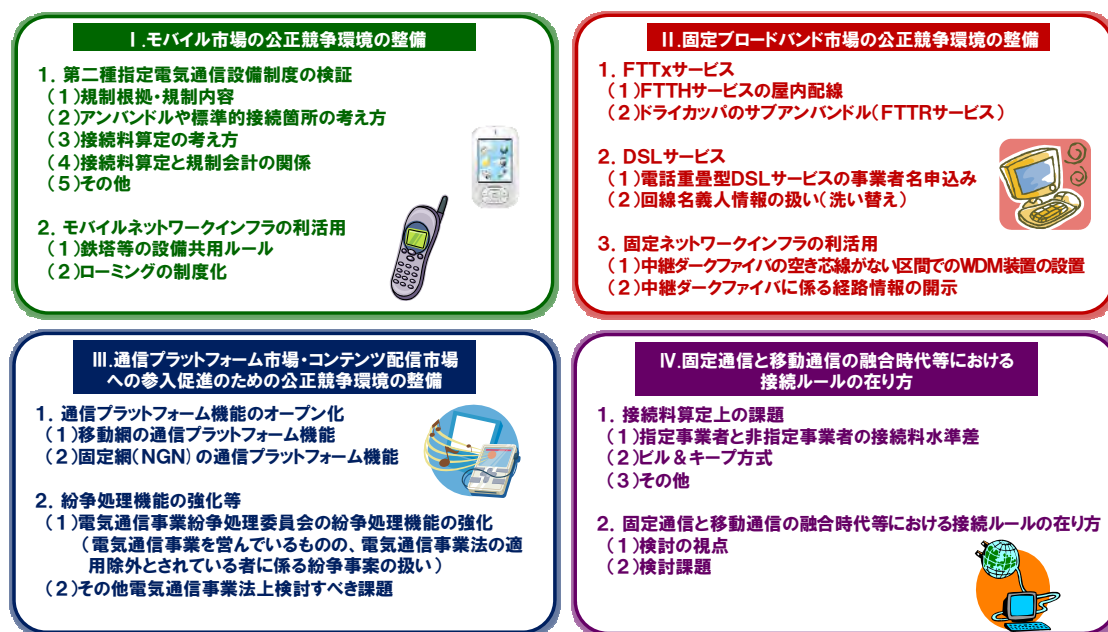 Ⅰ.モバイル市場の公正競争環境の整備
1．第二種指定電気通信設備制度の検証
（１）規制根拠・規制内容
（２）アンバンドルや標準的接続箇所の考え方
（３）接続料算定の考え方
（４）接続料算定と規制会計の関係
（５）その他
2．モバイルネットワークインフラの利活用
（１）鉄塔等の設備共用ルール
（２）ローミングの制度化
Ⅱ.固定ブロードバンド市場の公正競争環境の整備
1．FTTxサービス
（１）FTTHサービスの屋内配線
（２）ドライカッパのサブアンバンドル（FTTRサービス）
2．DSLサービス
（１）電話重畳型DSLサービスの事業者名申込み
（２）回線名義人情報の扱い（洗い替え）
3．固定ネットワークインフラの利活用
（１）中継ダークファイバの空き芯線がない区間でのWDM装置の設置
（２）中継ダークファイバに係る経路情報の開示
Ⅲ.通信プラットフォーム市場・コンテンツ配信市場
への参入促進のための公正競争環境の整備
1．通信プラットフォーム機能のオープン化
（１）移動網の通信プラットフォーム機能
（２）固定網（NGN）の通信プラットフォーム機能
2．紛争処理機能の強化等
（１）電気通信事業紛争処理委員会の紛争処理機能の強化
（電気通信事業を営んでいるものの、電気通信事業法の適
用除外とされている者に係る紛争事案の扱い）
（２）その他電気通信事業法上検討すべき課題
Ⅳ.固定通信と移動通信の融合時代等における
接続ルールの在り方
1．接続料算定上の課題
（１）指定事業者と非指定事業者の接続料水準差
（２）ビル＆キープ方式
（３）その他
2．固定通信と移動通信の融合時代等における接続ルールの在り方
（１）検討の視点
（２）検討課題